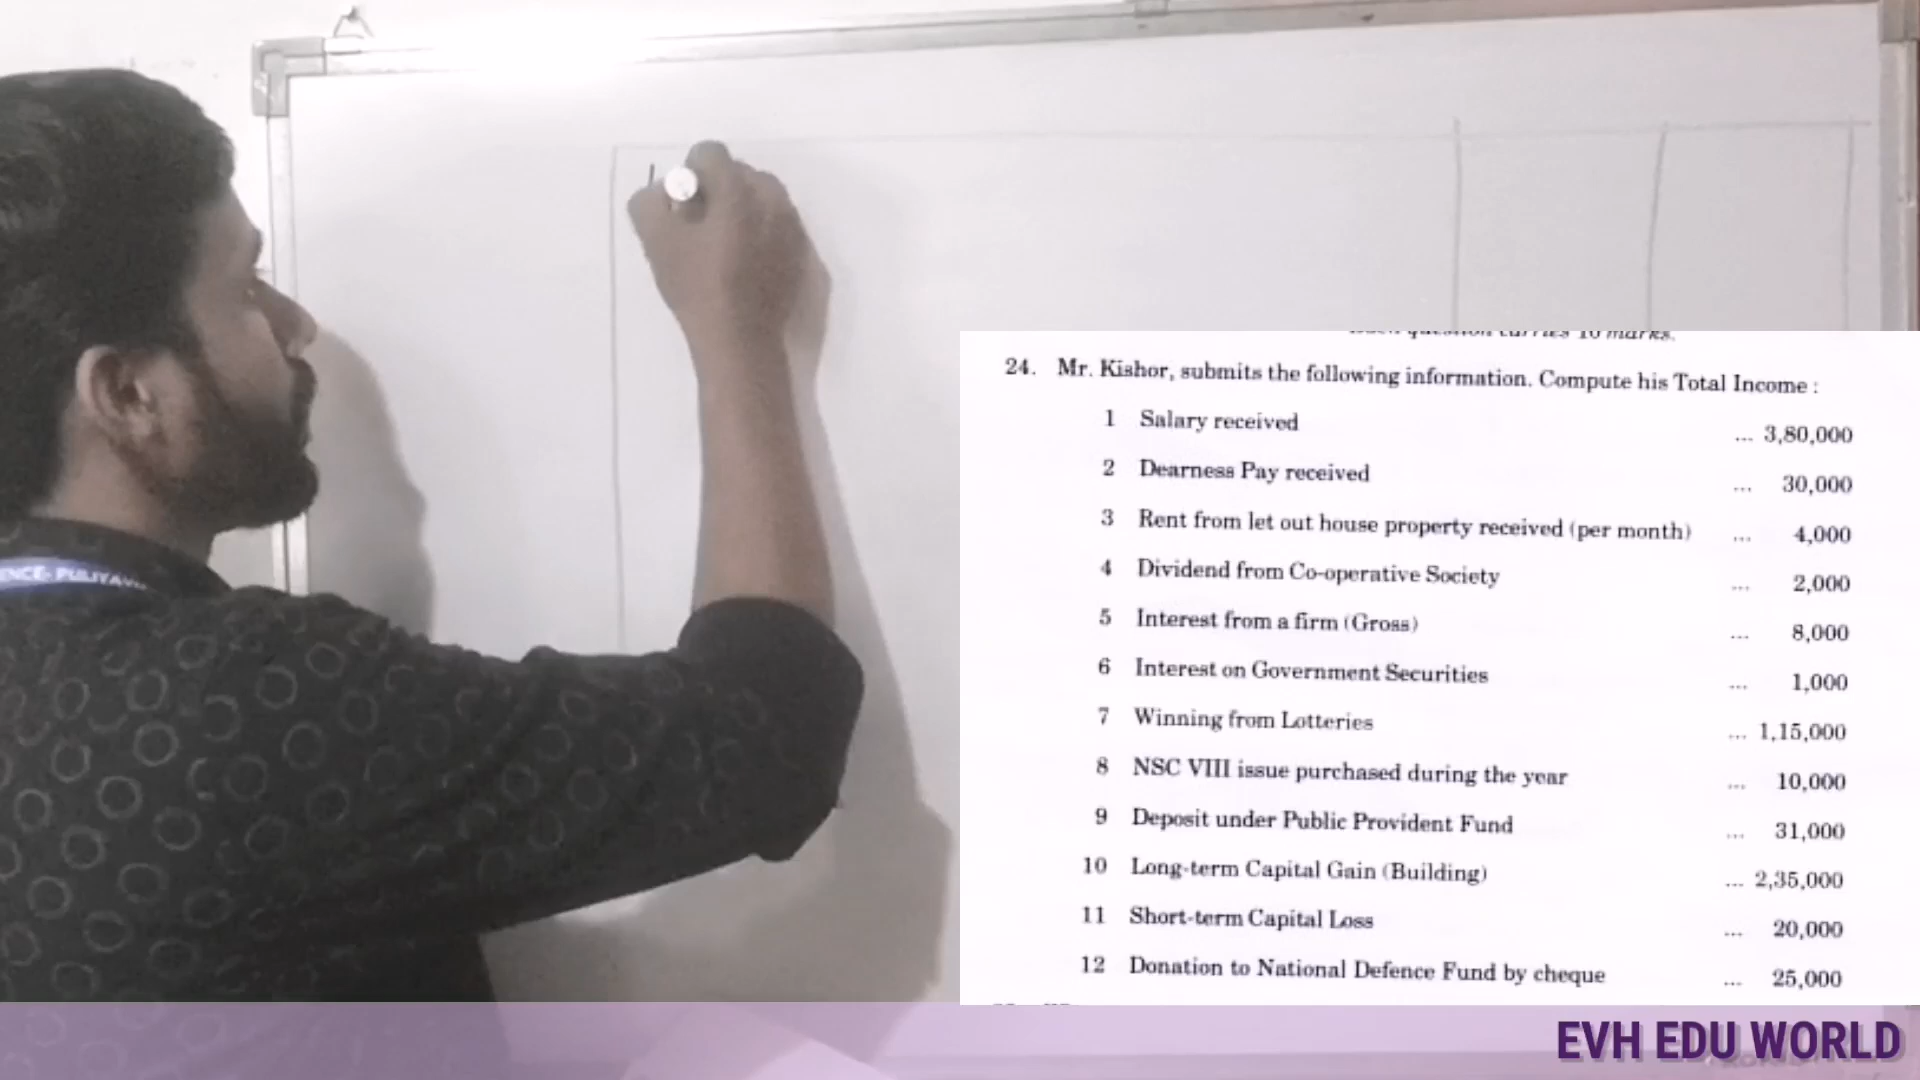 24. Mr. Kishor, submits the following information. Compute his Total Income :
1 Salary received ... 3,80,000
2 Dearness Pay received ... 30,000
3 Rent from let out house property received (per month) ... 4,000
4 Dividend from Co-operative Society ... 2,000
5 Interest from a firm (Gross) ... 8,000
6 Interest on Government Securities ... 1,000
7 Winning from Lotteries ... 1,15,000
8 NSC VIII issue purchased during the year ... 10,000
9 Deposit under Public Provident Fund ... 31,000
10 Long-term Capital Gain (Building) ... 2,35,000
11 Short-term Capital Loss ... 20,000
12 Donation to National Defence Fund by cheque ... 25,000
EVH EDU WORLD